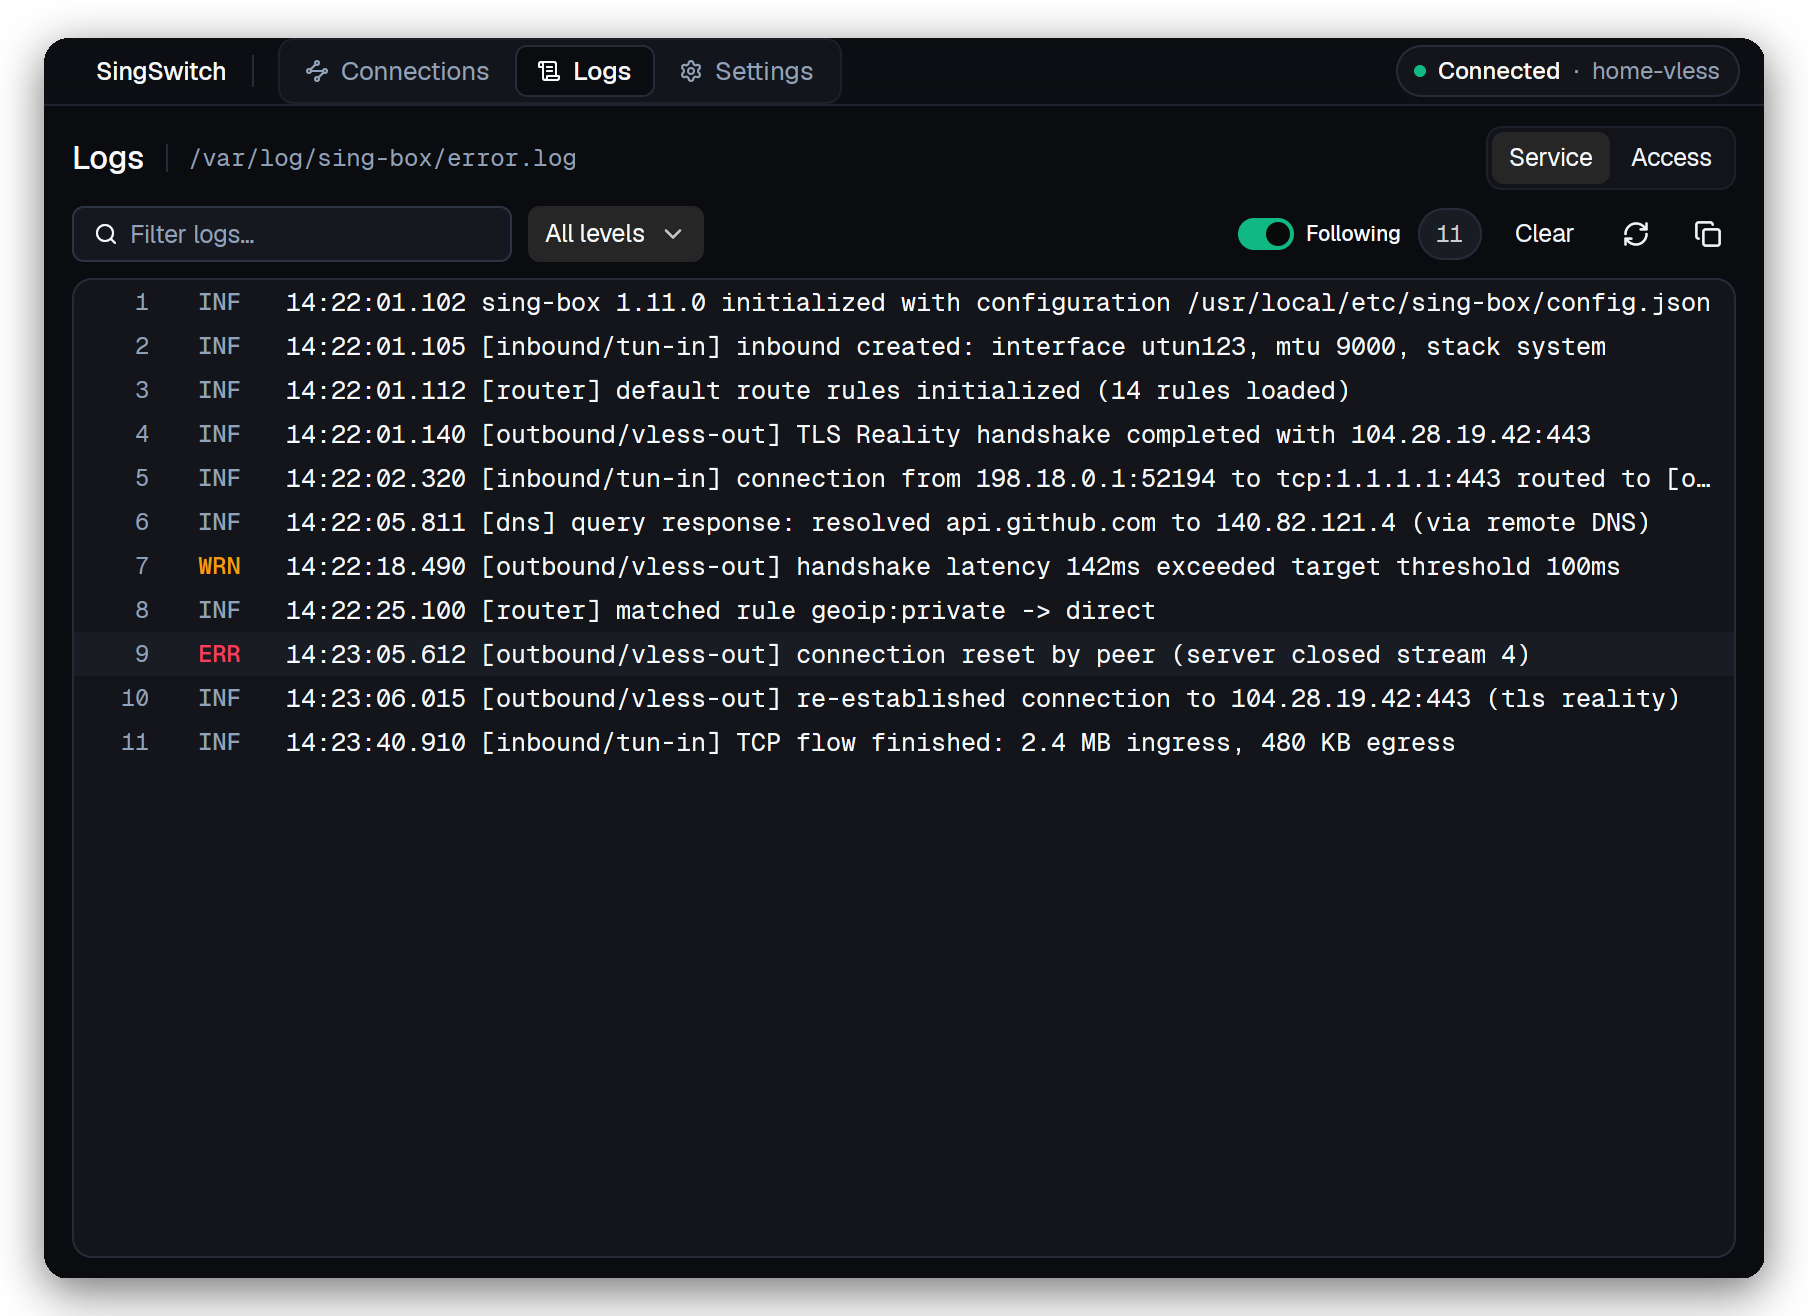 SingSwitch Connections Logs Settings Connected · home-vless
Logs /var/log/sing-box/error.log Service Access
Filter logs... All levels Following 11 Clear
1 INF 14:22:01.102 sing-box 1.11.0 initialized with configuration /usr/local/etc/sing-box/config.json
2 INF 14:22:01.105 [inbound/tun-in] inbound created: interface utun123, mtu 9000, stack system
3 INF 14:22:01.112 [router] default route rules initialized (14 rules loaded)
4 INF 14:22:01.140 [outbound/vless-out] TLS Reality handshake completed with 104.28.19.42:443
5 INF 14:22:02.320 [inbound/tun-in] connection from 198.18.0.1:52194 to tcp:1.1.1.1:443 routed to [o…
6 INF 14:22:05.811 [dns] query response: resolved api.github.com to 140.82.121.4 (via remote DNS)
7 WRN 14:22:18.490 [outbound/vless-out] handshake latency 142ms exceeded target threshold 100ms
8 INF 14:22:25.100 [router] matched rule geoip:private -> direct
9 ERR 14:23:05.612 [outbound/vless-out] connection reset by peer (server closed stream 4)
10 INF 14:23:06.015 [outbound/vless-out] re-established connection to 104.28.19.42:443 (tls reality)
11 INF 14:23:40.910 [inbound/tun-in] TCP flow finished: 2.4 MB ingress, 480 KB egress